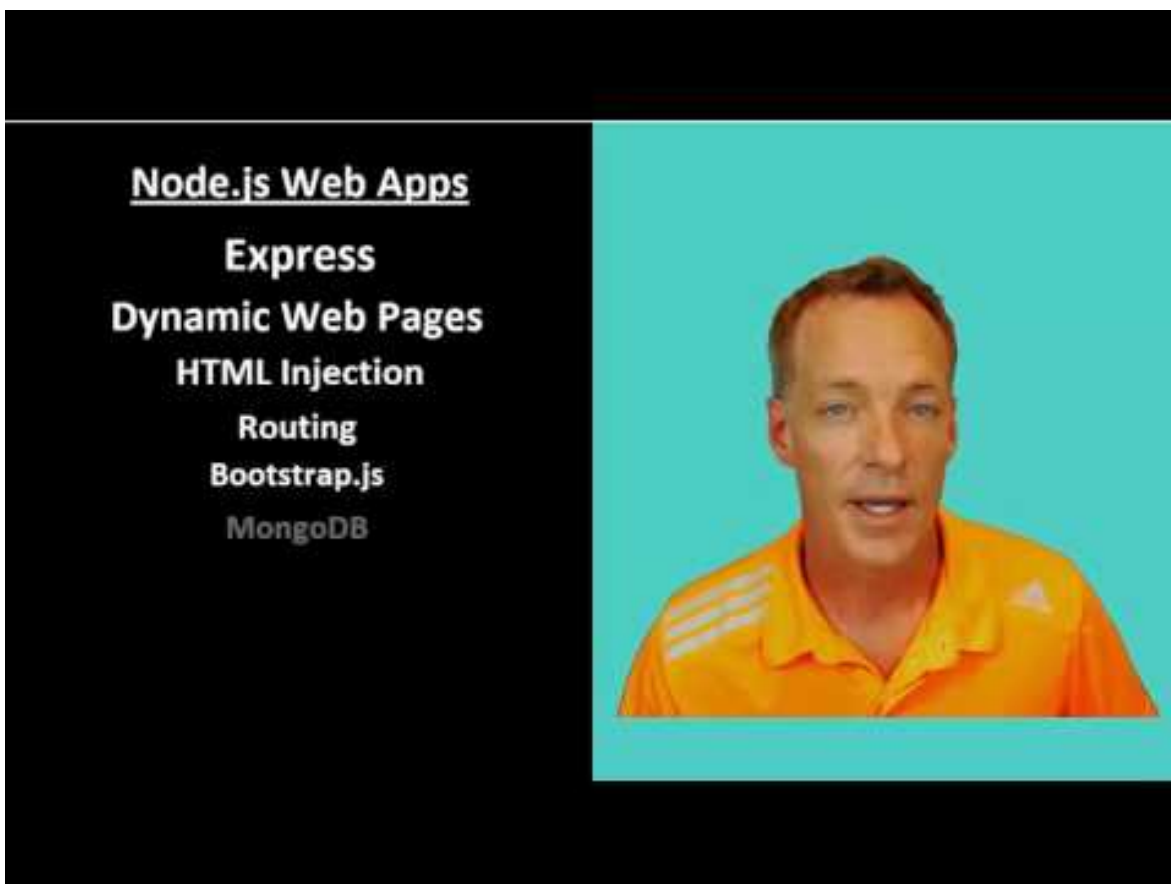 Node.js Web Apps
Express
Dynamic Web Pages
HTML Injection
Routing
Bootstrap.js
MongoDB